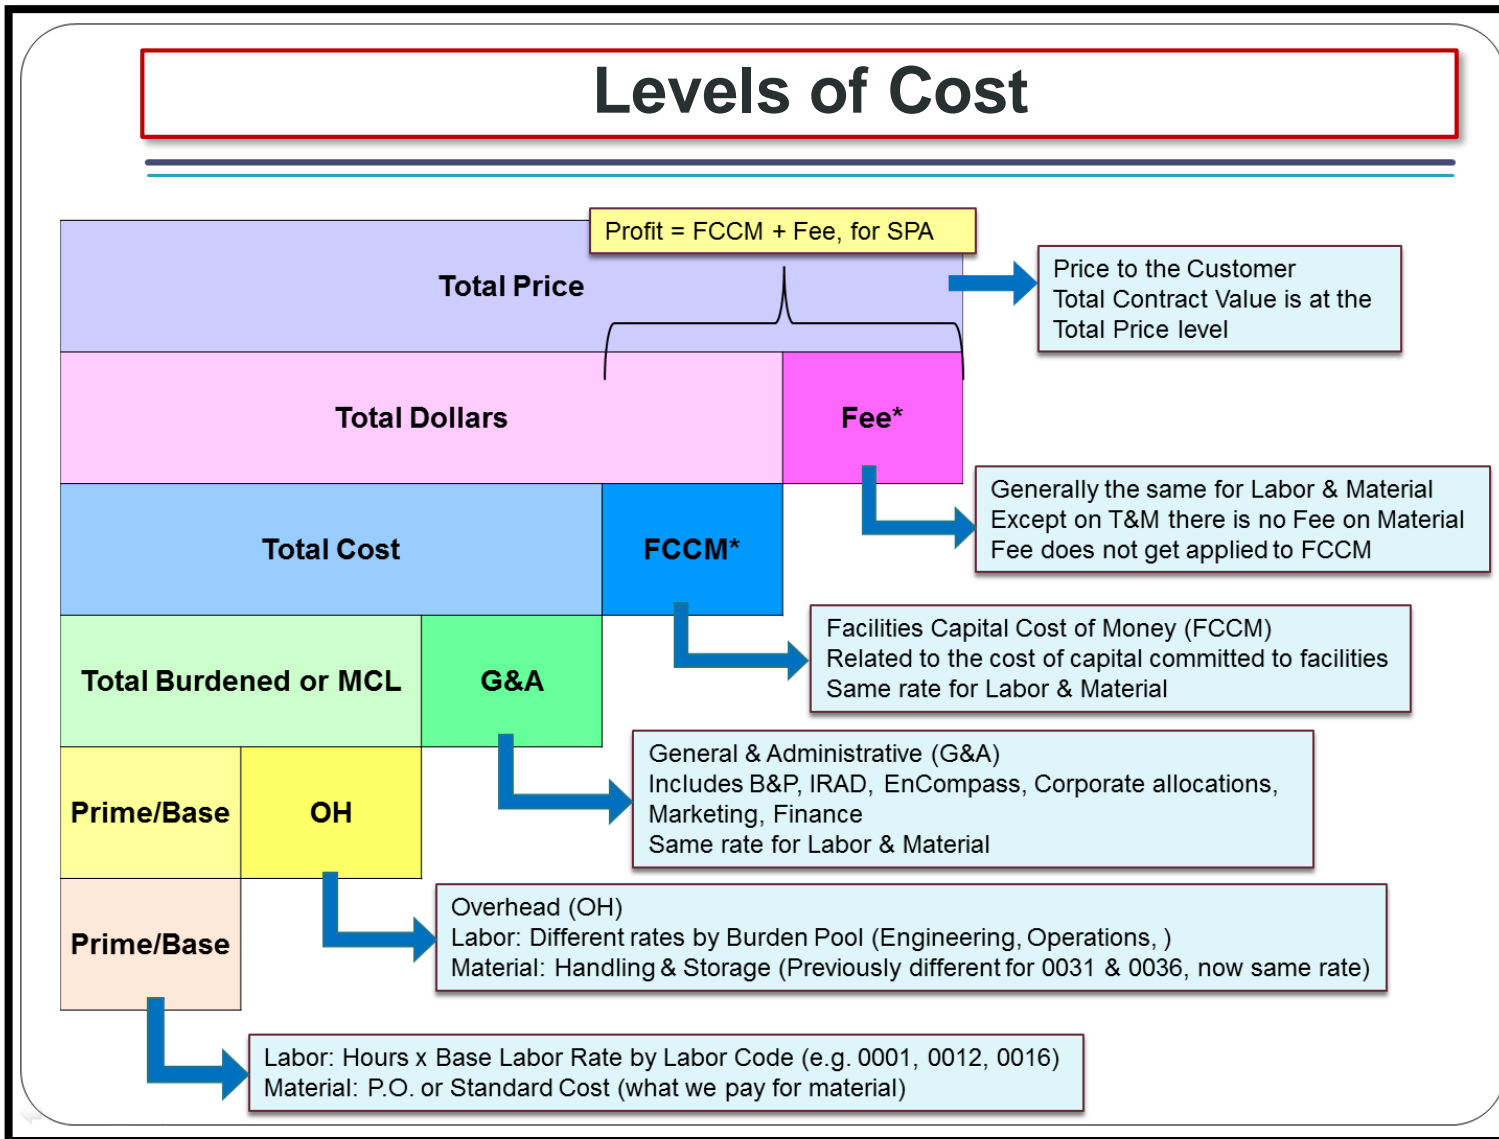 Levels of Cost
Profit = FCCM + Fee, for SPA
Total Price
Price to the Customer
Total Contract Value is at the
Total Price level
Total Dollars
Fee*
Generally the same for Labor & Material
Except on T&M there is no Fee on Material
Fee does not get applied to FCCM
Total Cost
FCCM*
Facilities Capital Cost of Money (FCCM)
Related to the cost of capital committed to facilities
Same rate for Labor & Material
Total Burdened or MCL
G&A
General & Administrative (G&A)
Includes B&P, IRAD, EnCompass, Corporate allocations,
Marketing, Finance
Same rate for Labor & Material
Prime/Base
OH
Overhead (OH)
Labor: Different rates by Burden Pool (Engineering, Operations, )
Material: Handling & Storage (Previously different for 0031 & 0036, now same rate)
Prime/Base
Labor: Hours x Base Labor Rate by Labor Code (e.g. 0001, 0012, 0016)
Material: P.O. or Standard Cost (what we pay for material)